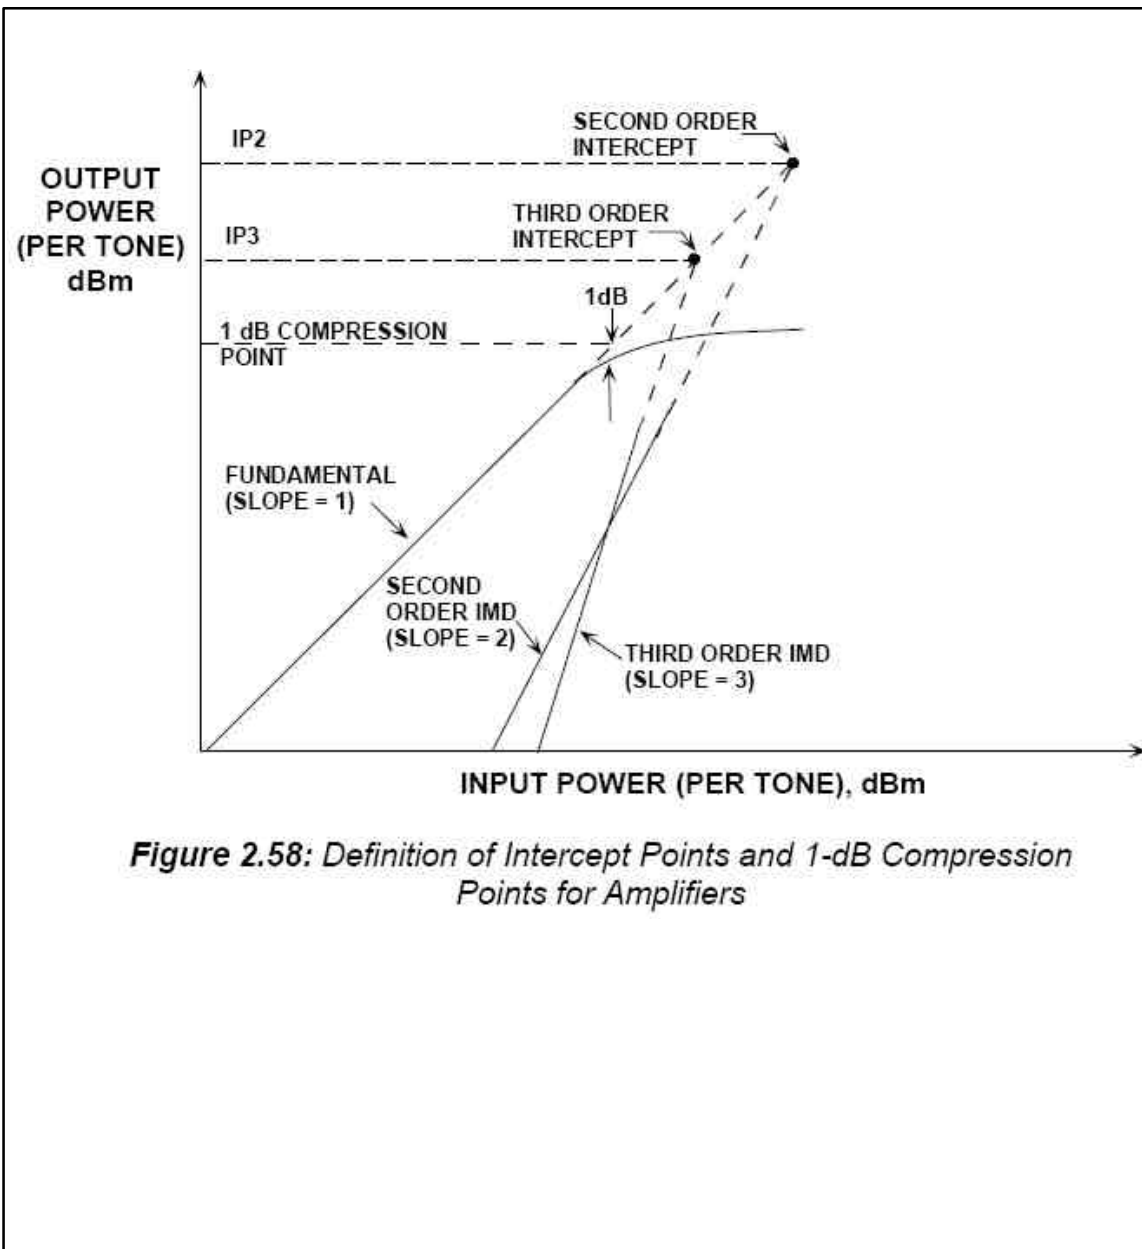 IP2
SECOND ORDER
INTERCEPT
OUTPUT
POWER
(PER TONE)
dBm
THIRD ORDER
INTERCEPT
IP3
1dB
1 dB COMPRESSION
POINT
FUNDAMENTAL
(SLOPE = 1)
SECOND
ORDER IMD
(SLOPE = 2)
THIRD ORDER IMD
(SLOPE = 3)
INPUT POWER (PER TONE), dBm
Figure 2.58: Definition of Intercept Points and 1-dB Compression
Points for Amplifiers